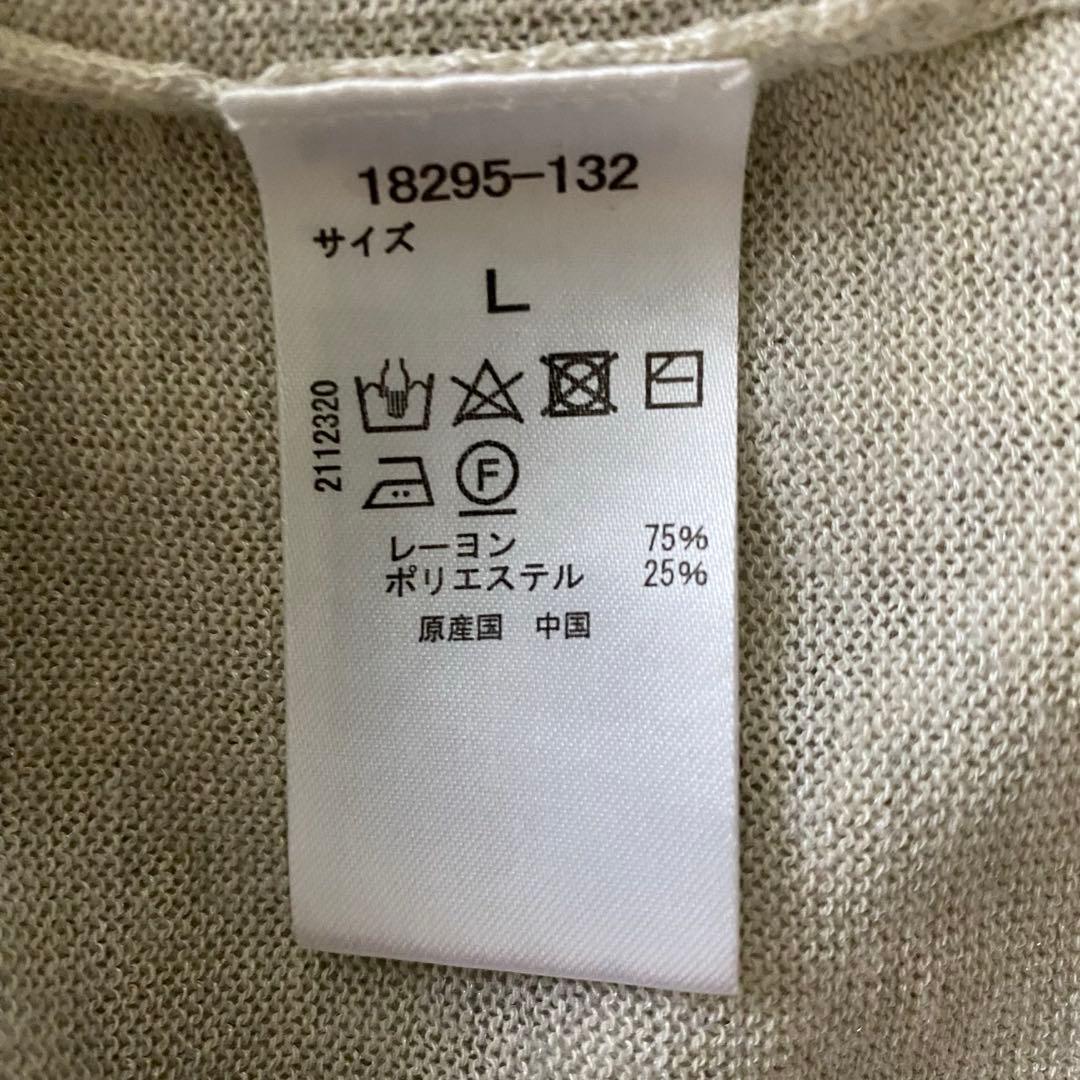 18295-132
サイズ
L
2112320
F
レーヨン 75%
ポリエステル 25%
原産国 中国